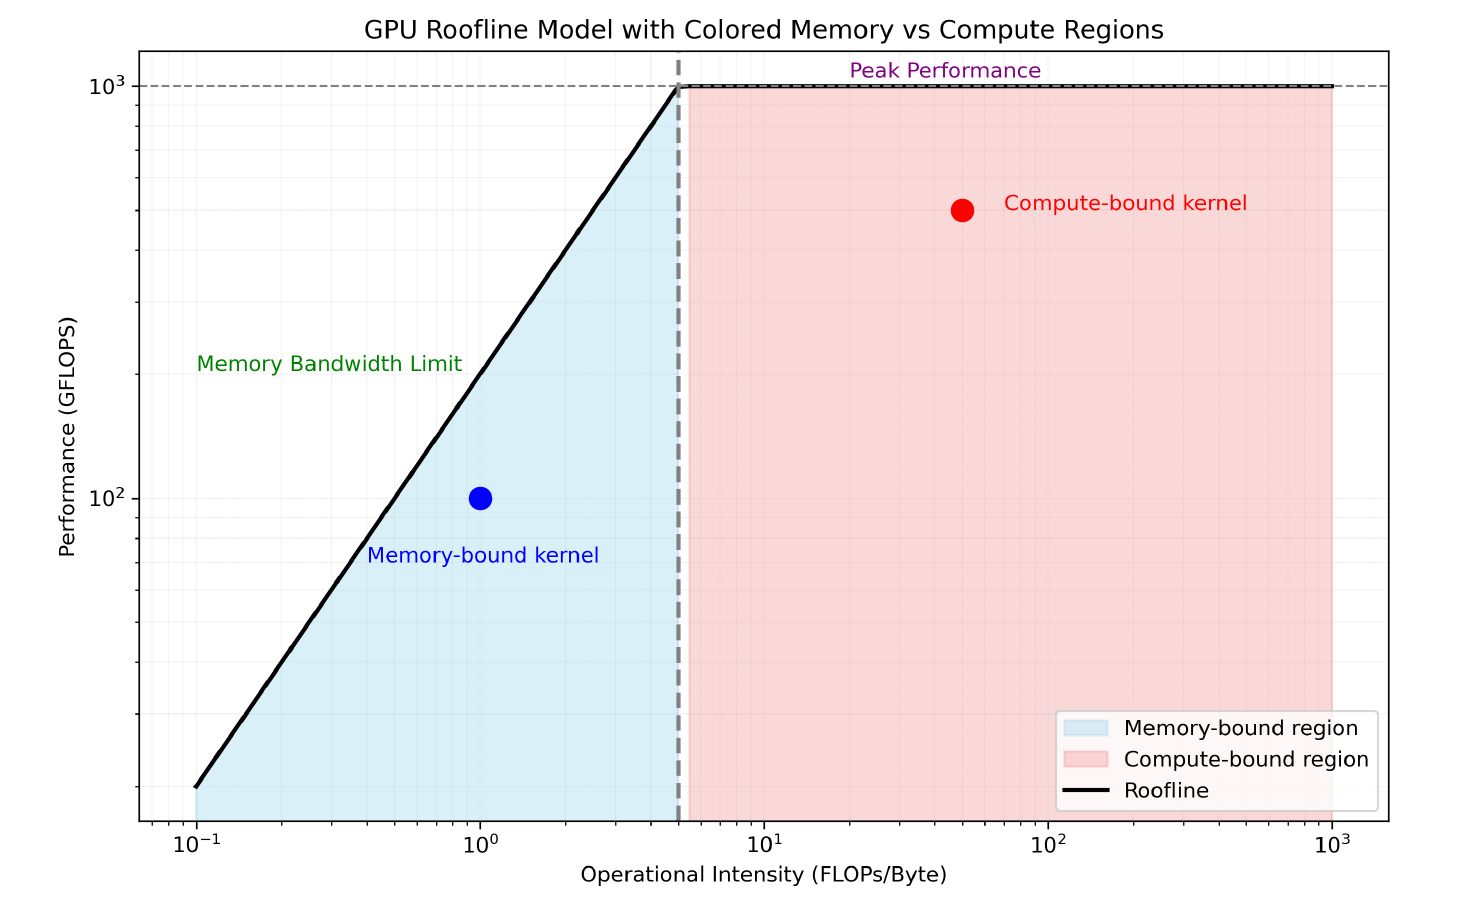 GPU Roofline Model with Colored Memory vs Compute Regions
Peak Performance
10³
Compute-bound kernel
Memory Bandwidth Limit
Performance (GFLOPS)
10²
Memory-bound kernel
Memory-bound region
Compute-bound region
Roofline
10⁻¹ 10⁰ 10¹ 10² 10³
Operational Intensity (FLOPs/Byte)